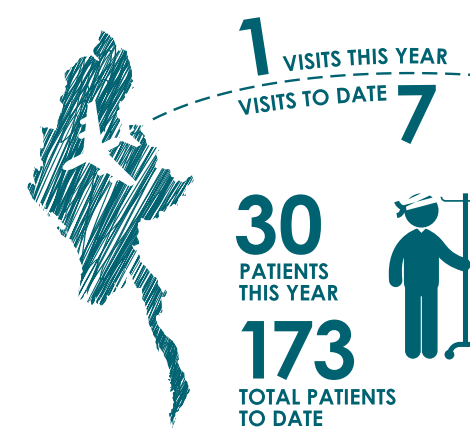 1 VISITS THIS YEAR
VISITS TO DATE 7
30
PATIENTS
THIS YEAR
173
TOTAL PATIENTS
TO DATE